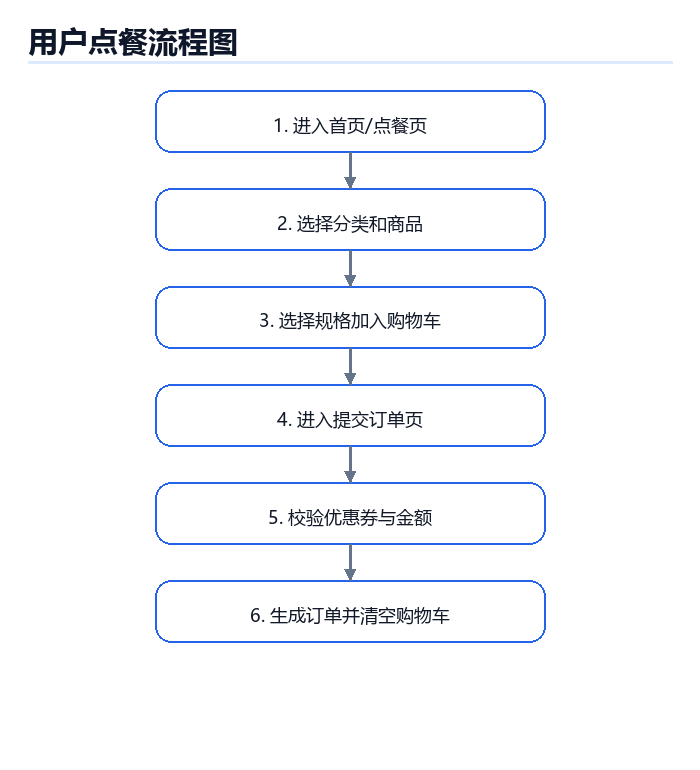 用户点餐流程图
1. 进入首页/点餐页
2. 选择分类和商品
3. 选择规格加入购物车
4. 进入提交订单页
5. 校验优惠券与金额
6. 生成订单并清空购物车